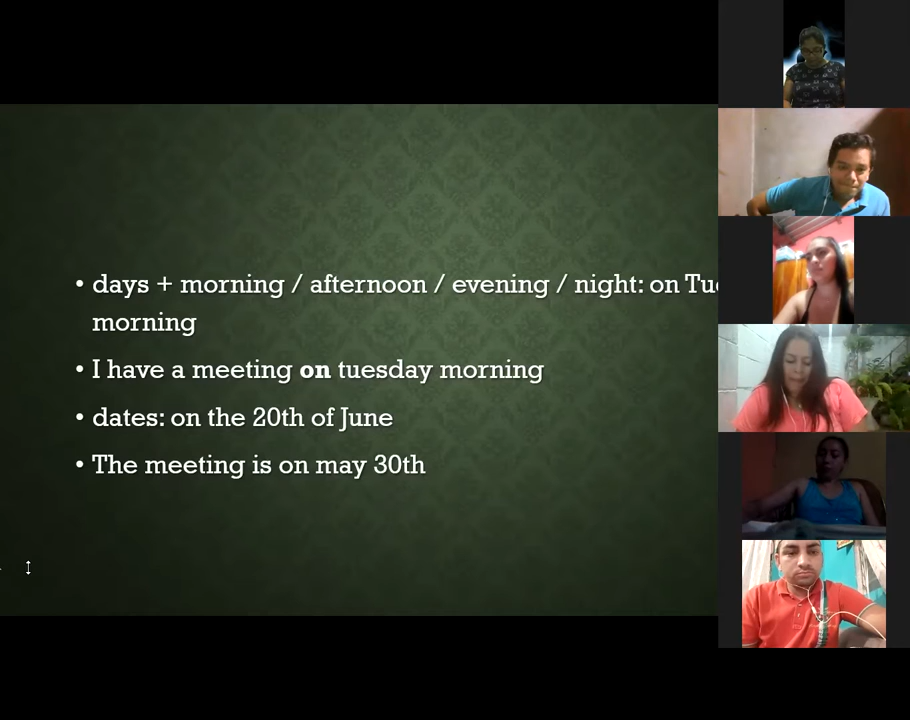 • days + morning / afternoon / evening / night: on
morning
• I have a meeting on tuesday morning
• dates: on the 20th of June
• The meeting is on may 30th